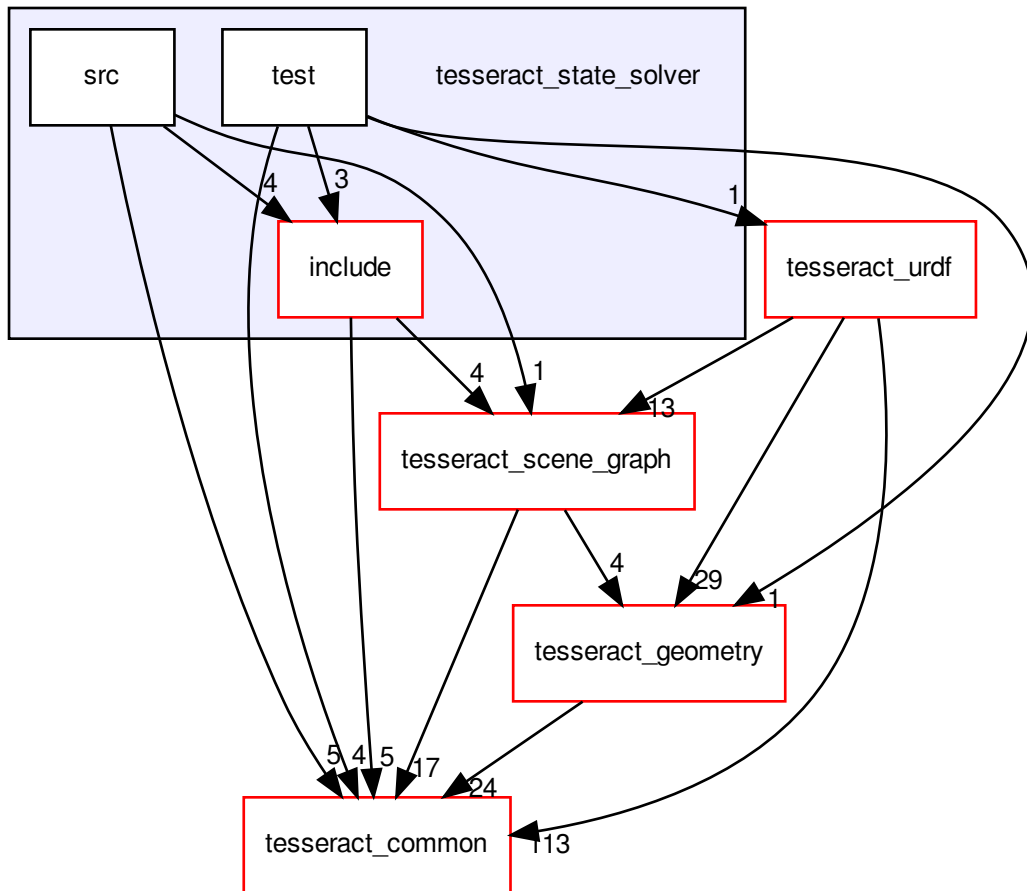 src
test
tesseract_state_solver
4
3
1
include
tesseract_urdf
4
1
13
tesseract_scene_graph
4
29
1
tesseract_geometry
5
4
5
17
24
tesseract_common
113